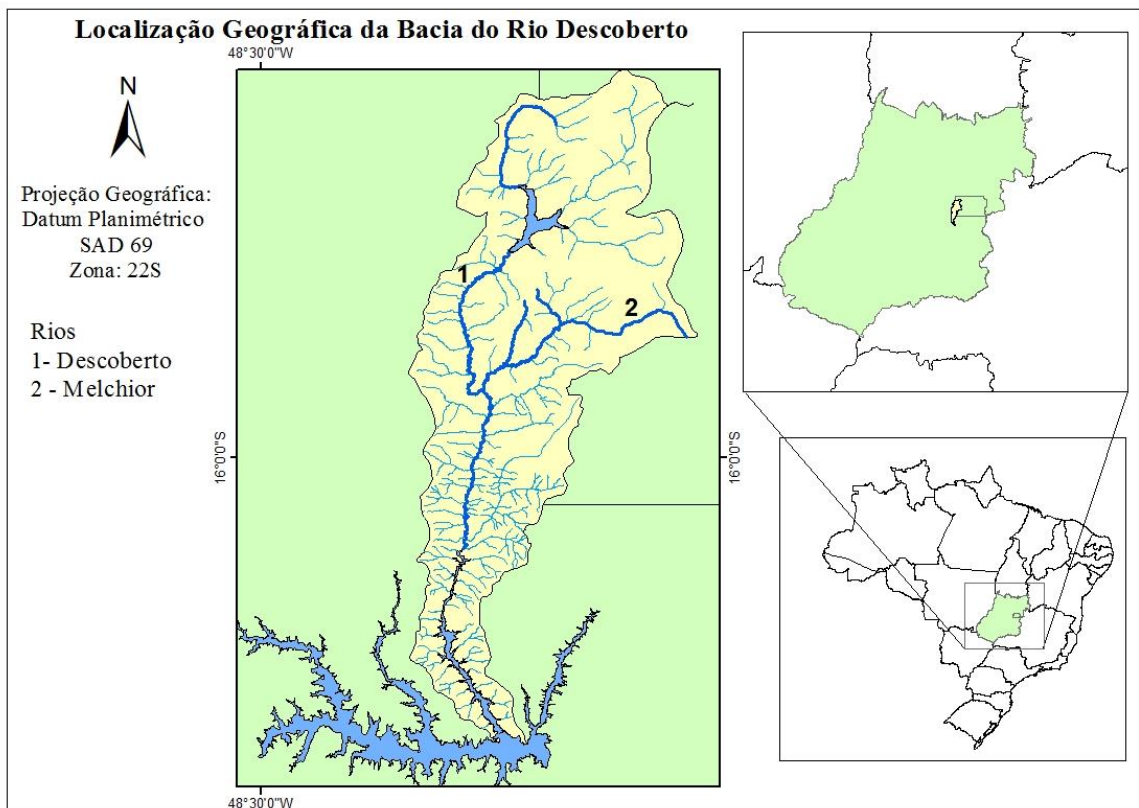 Localização Geográfica da Bacia do Rio Descoberto
48°30'0"W
N
Projeção Geográfica:
Datum Planimétrico
SAD 69
Zona: 22S
Rios
1- Descoberto
2 - Melchior
1
2
16°0'0"S
16°0'0"S
48°30'0"W